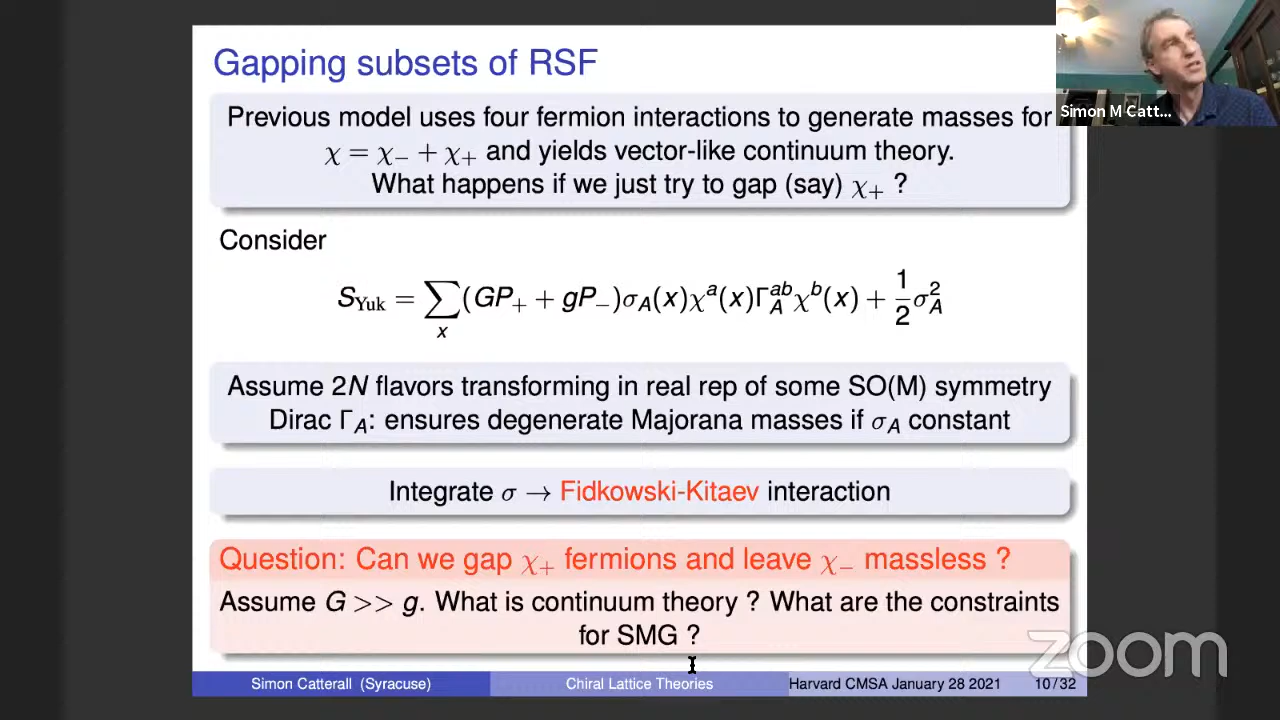 Gapping subsets of RSF
Simon M Catt...
Previous model uses four fermion interactions to generate masses for
χ = χ₋ + χ₊ and yields vector-like continuum theory.
What happens if we just try to gap (say) χ₊ ?
Consider
S_Yuk = ∑_x (GP₊ + gP₋)σ_A(x)χ^a(x)Γ_A^{ab}χ^b(x) + 1/2 σ_A^2
Assume 2N flavors transforming in real rep of some SO(M) symmetry
Dirac Γ_A: ensures degenerate Majorana masses if σ_A constant
Integrate σ → Fidkowski-Kitaev interaction
Question: Can we gap χ₊ fermions and leave χ₋ massless ?
Assume G >> g. What is continuum theory ? What are the constraints
for SMG ?
zoom
Simon Catterall (Syracuse) Chiral Lattice Theories Harvard CMSA January 28 2021 10/32